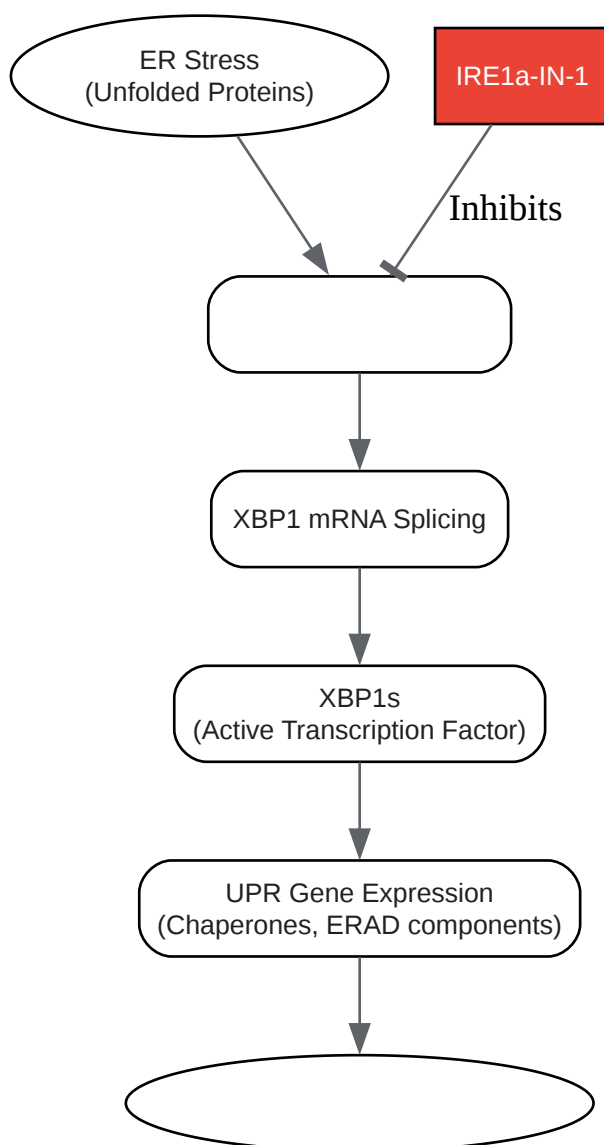 ER Stress
(Unfolded Proteins)
IRE1a-IN-1
Inhibits
XBP1 mRNA Splicing
XBP1s
(Active Transcription Factor)
UPR Gene Expression
(Chaperones, ERAD components)